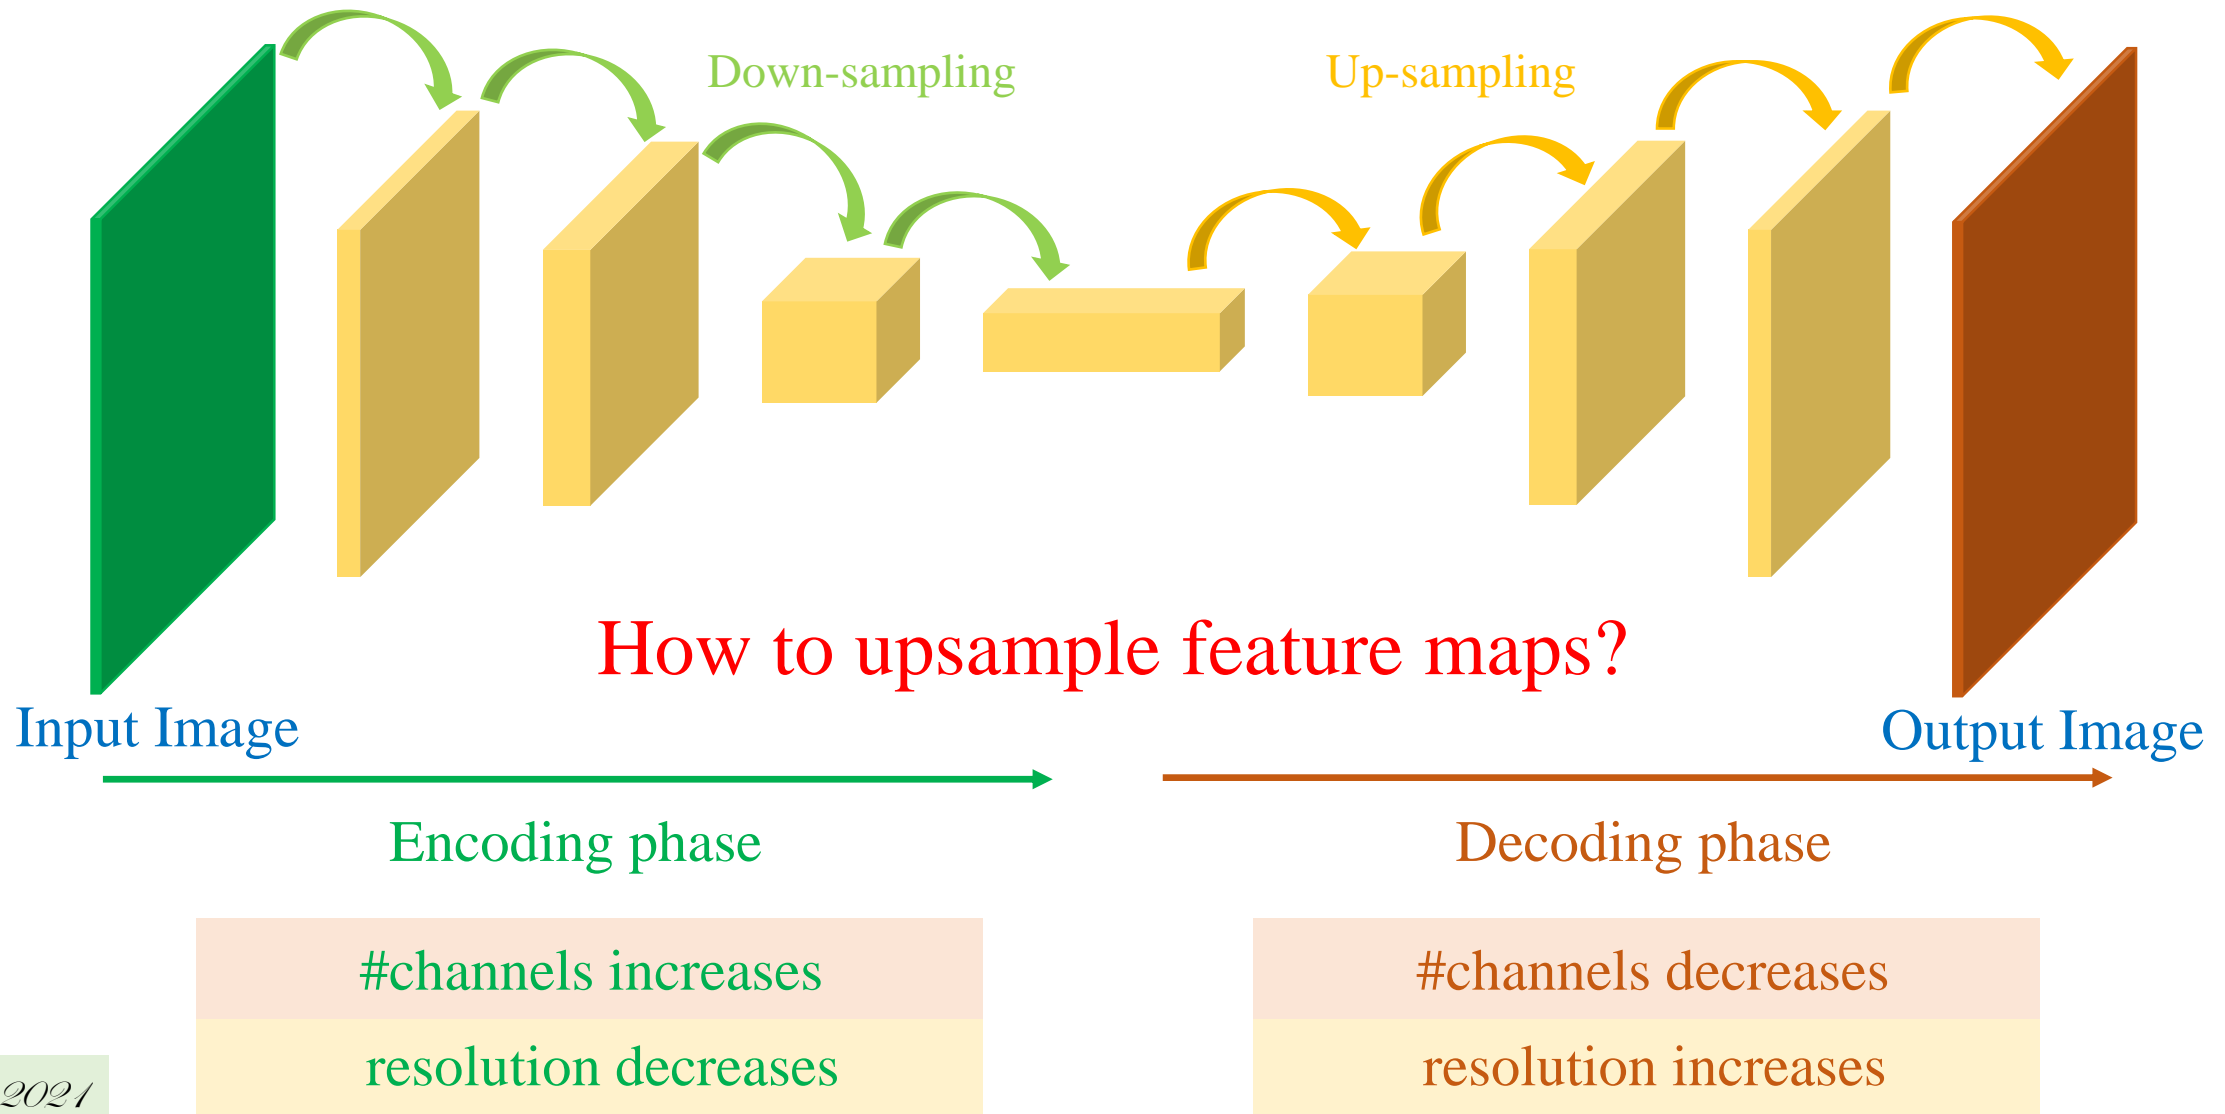 Down-sampling
Up-sampling
How to upsample feature maps?
Input Image
Output Image
Encoding phase
Decoding phase
#channels increases
#channels decreases
resolution decreases
resolution increases
2021